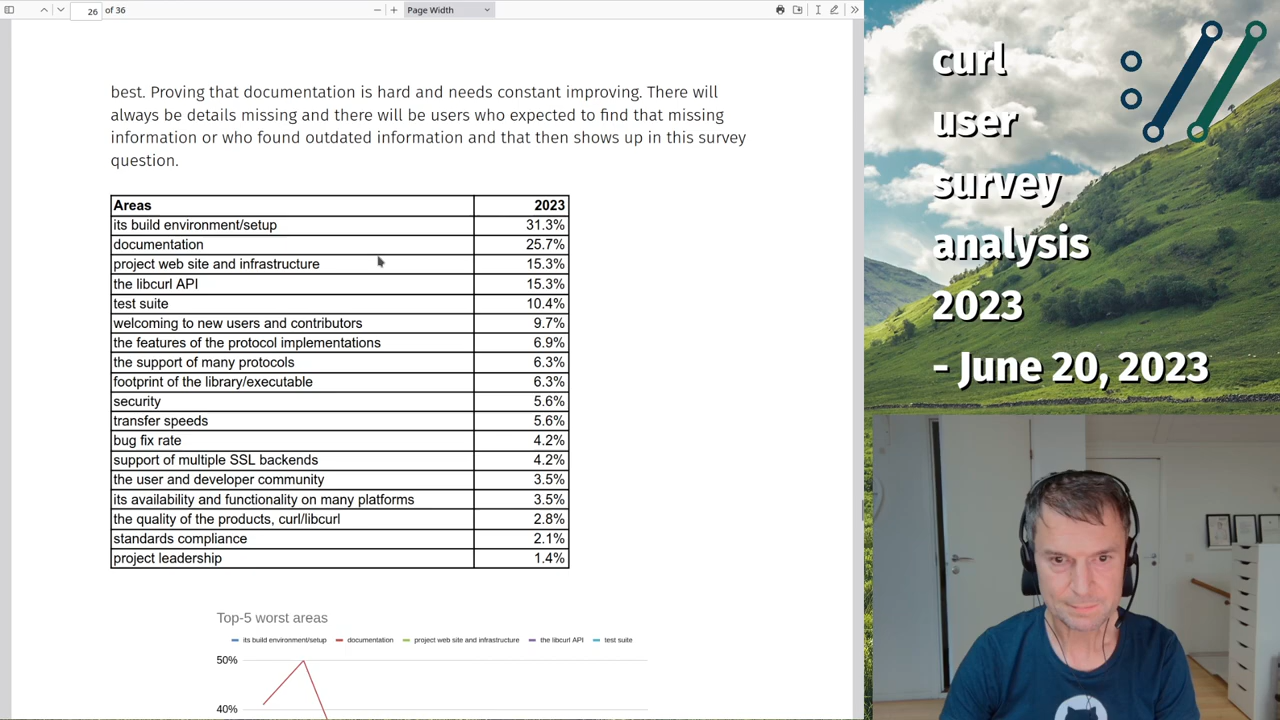 26 of 36
Page Width
best. Proving that documentation is hard and needs constant improving. There will
always be details missing and there will be users who expected to find that missing
information or who found outdated information and that then shows up in this survey
question.
Areas 2023
its build environment/setup 31.3%
documentation 25.7%
project web site and infrastructure 15.3%
the libcurl API 15.3%
test suite 10.4%
welcoming to new users and contributors 9.7%
the features of the protocol implementations 6.9%
the support of many protocols 6.3%
footprint of the library/executable 6.3%
security 5.6%
transfer speeds 5.6%
bug fix rate 4.2%
support of multiple SSL backends 4.2%
the user and developer community 3.5%
its availability and functionality on many platforms 3.5%
the quality of the products, curl/libcurl 2.8%
standards compliance 2.1%
project leadership 1.4%
Top-5 worst areas
its build environment/setup documentation project web site and infrastructure the libcurl API test suite
50%
40%
curl
user
survey
analysis
2023
- June 20, 2023